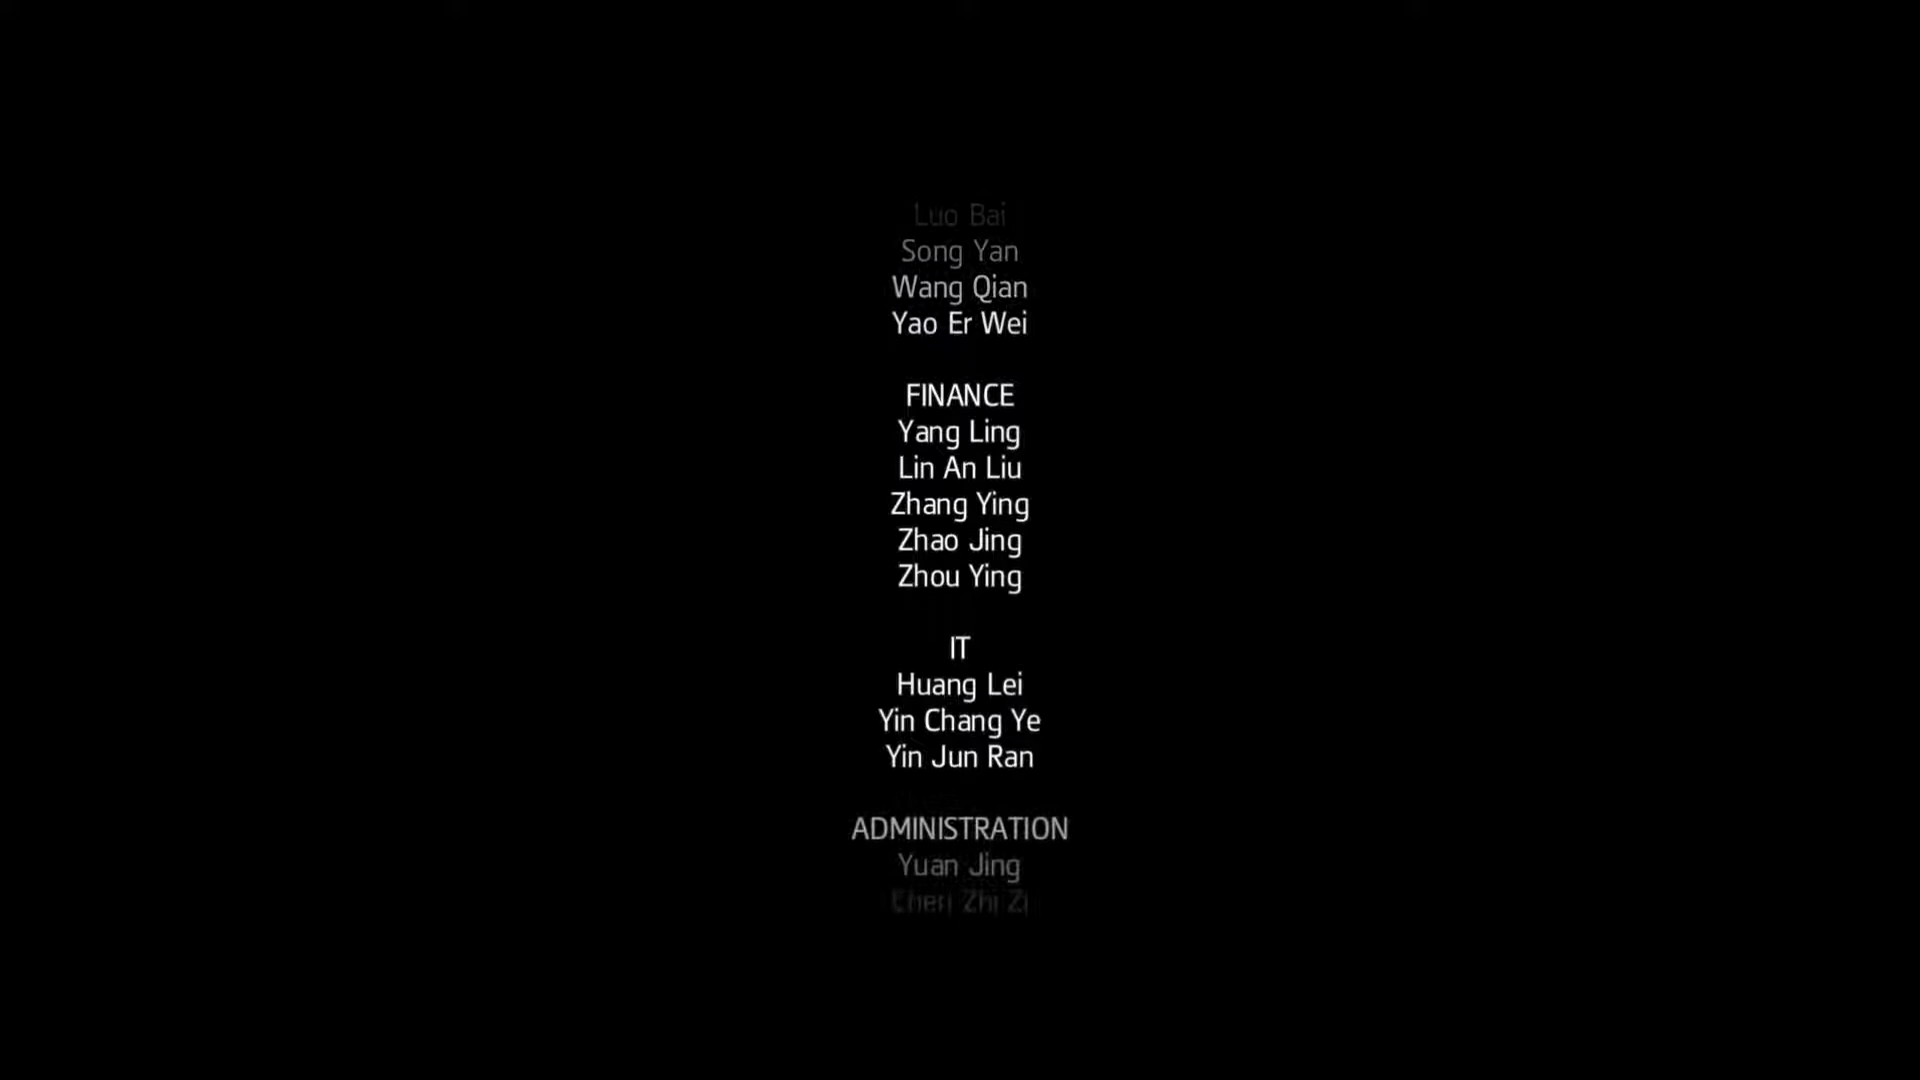 Luo Bai
Song Yan
Wang Qian
Yao Er Wei
FINANCE
Yang Ling
Lin An Liu
Zhang Ying
Zhao Jing
Zhou Ying
IT
Huang Lei
Yin Chang Ye
Yin Jun Ran
ADMINISTRATION
Yuan Jing
Zhi